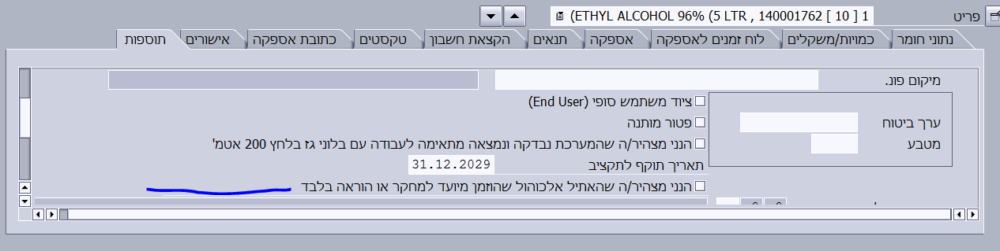 פריט 1 [ 10 ] 140001762 , ETHYL ALCOHOL 96% (5 LTR)
נתוני חומר כמויות/משקלים לוח זמנים לאספקה אספקה תנאים הקצאת חשבון טקסטים כתובת אספקה אישורים תוספות
מיקום פונ.
ציוד משתמש סופי (End User)
ערך ביטוח
פטור מותנה
מטבע
הנני מצהיר/ה שהמערכת נבדקה ונמצאה מתאימה לעבודה עם בלוני גז בלחץ 200 אטמ'
תאריך תוקף לתקציב 31.12.2029
הנני מצהיר/ה שהאתיל אלכוהול שהוזמן מיועד למחקר או הוראה בלבד